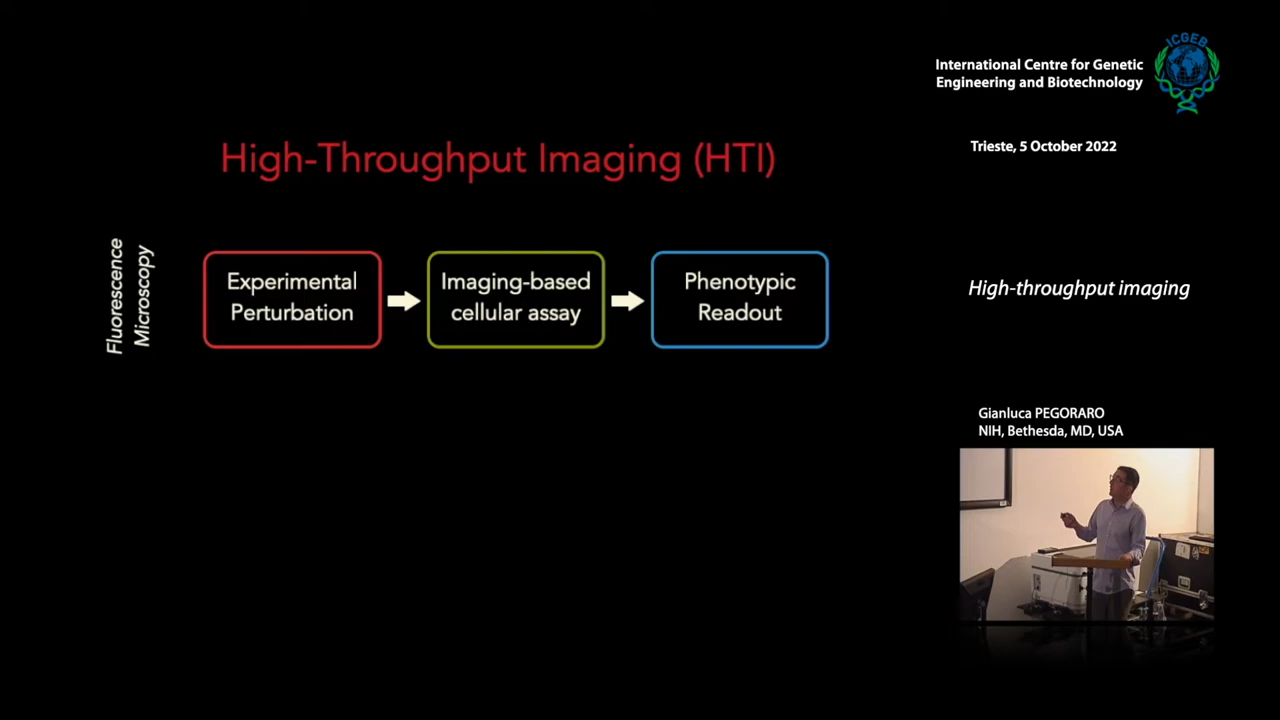 ICGEB
International Centre for Genetic
Engineering and Biotechnology
Trieste, 5 October 2022
High-Throughput Imaging (HTI)
Fluorescence
Microscopy
Experimental
Perturbation
Imaging-based
cellular assay
Phenotypic
Readout
High-throughput imaging
Gianluca PEGORARO
NIH, Bethesda, MD, USA